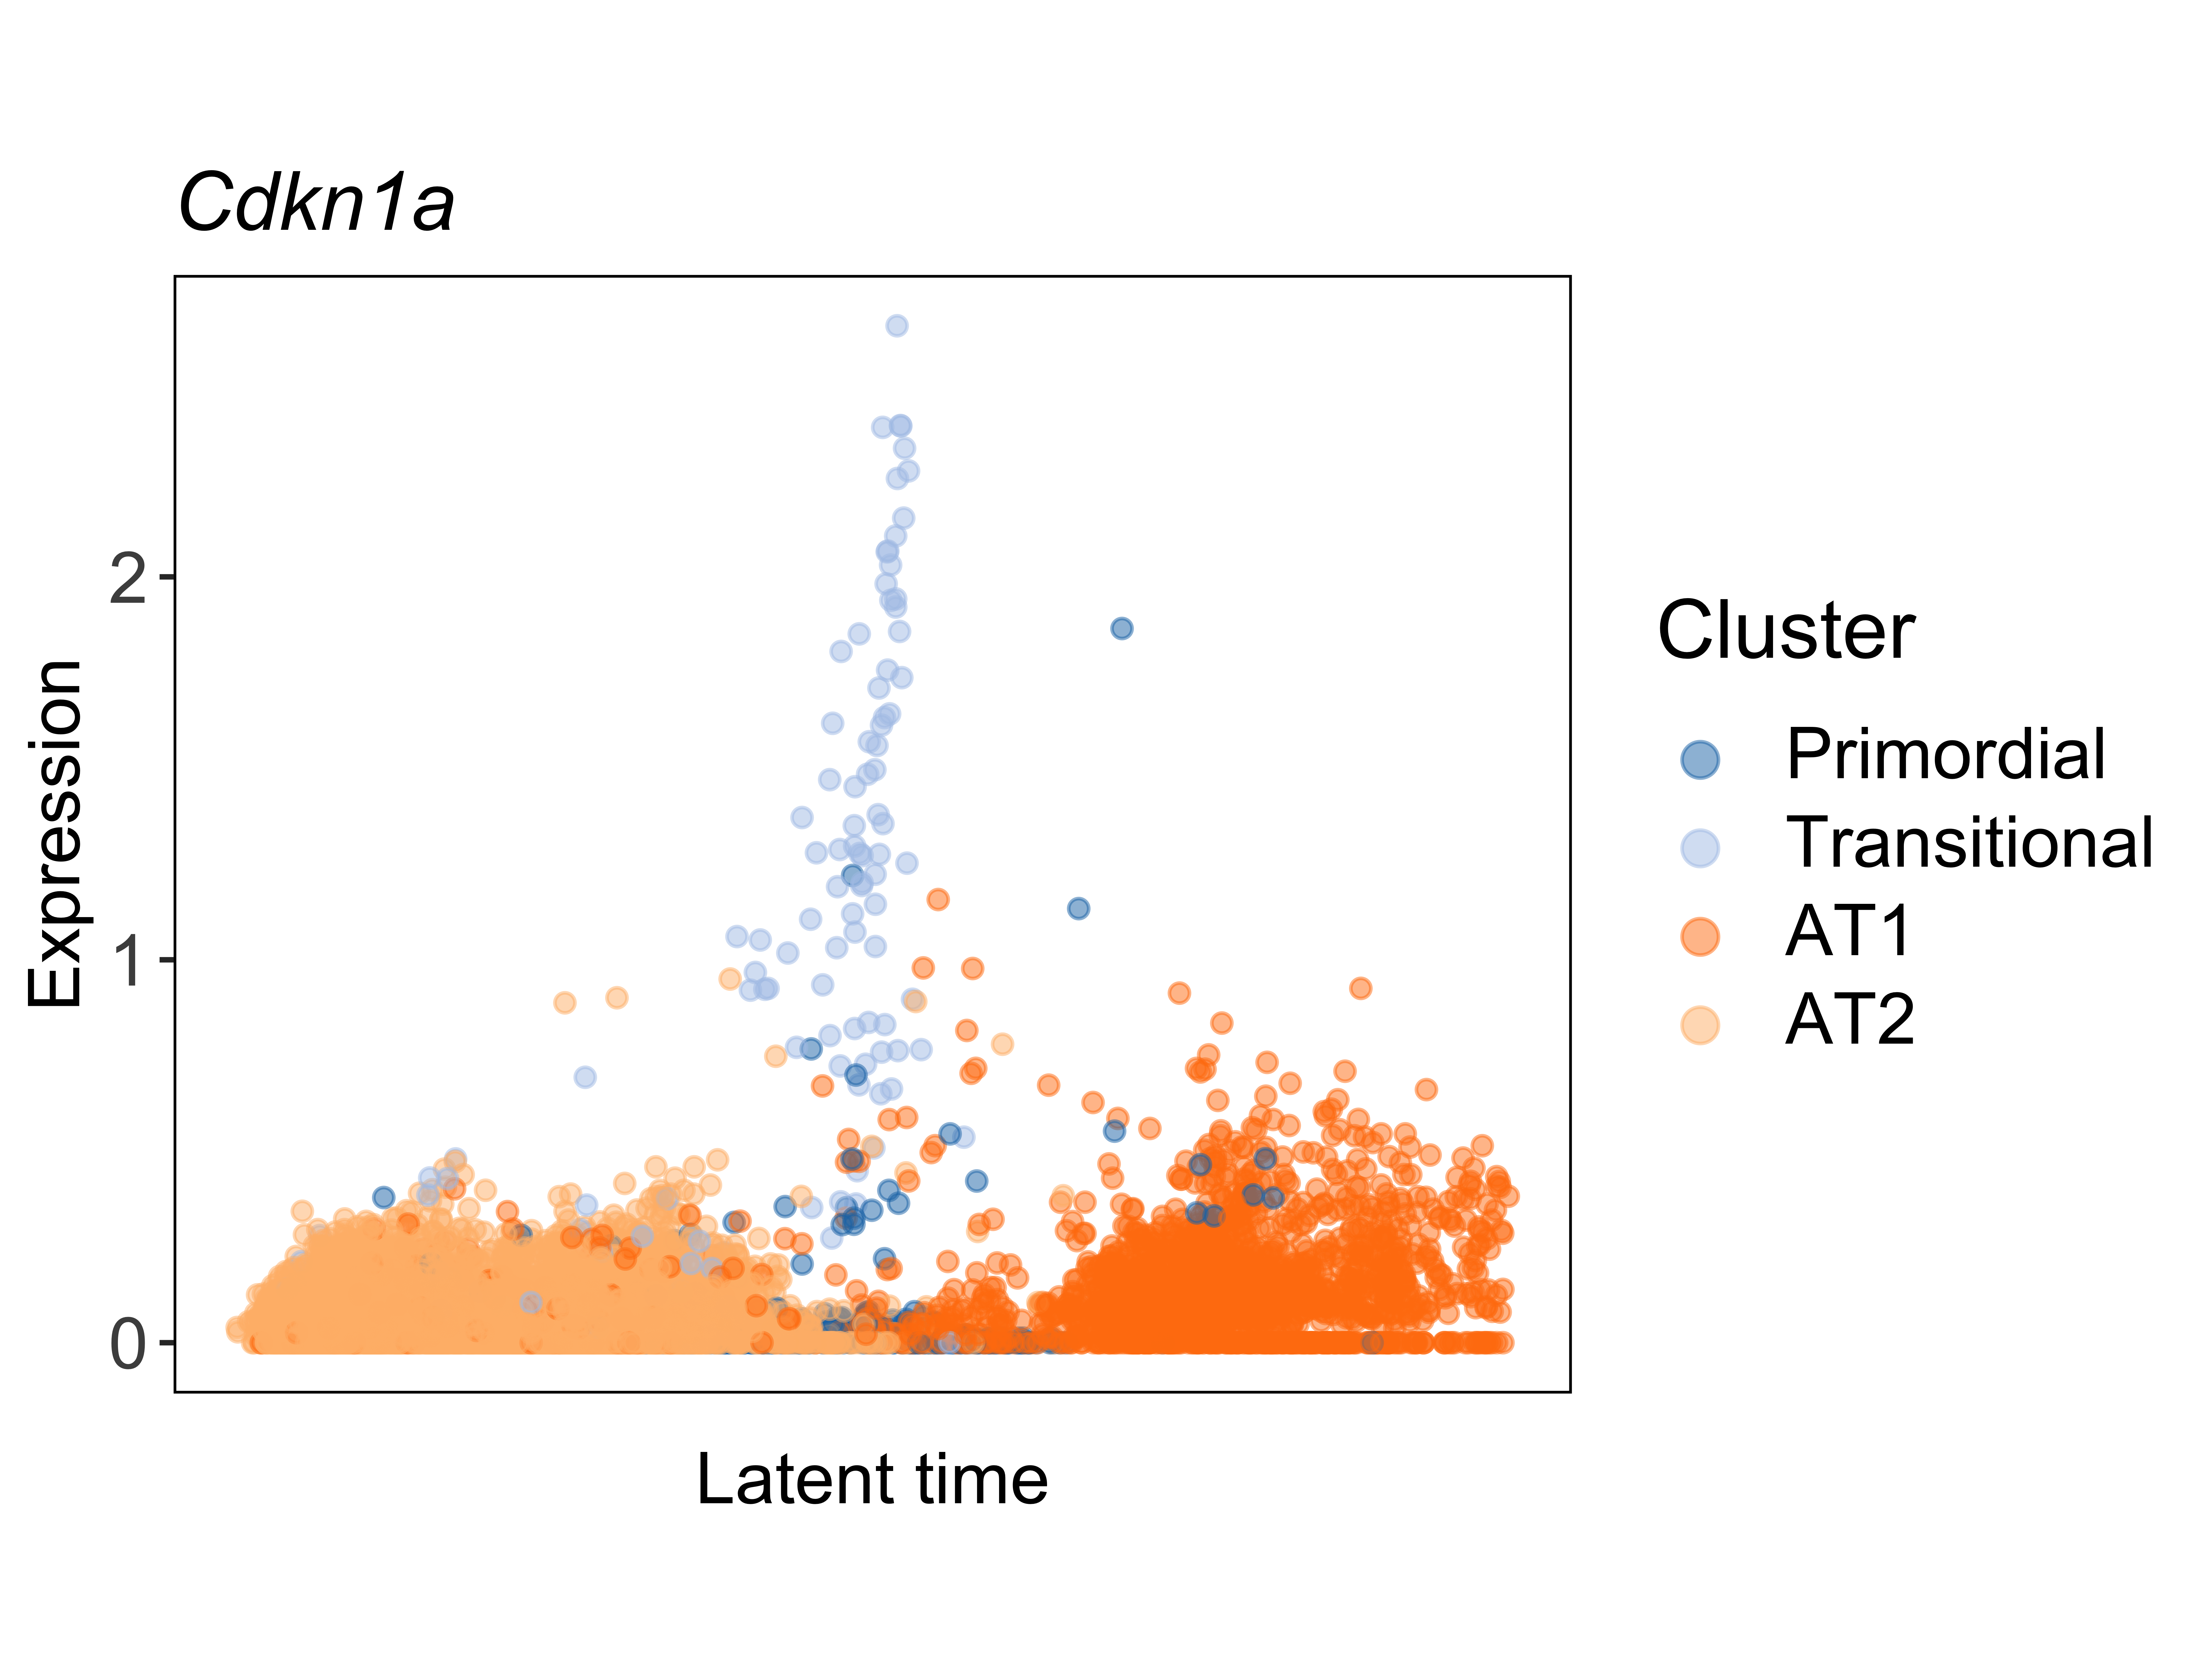 Cdkn1a
2
1
0
Expression
Latent time
Cluster
Primordial
Transitional
AT1
AT2